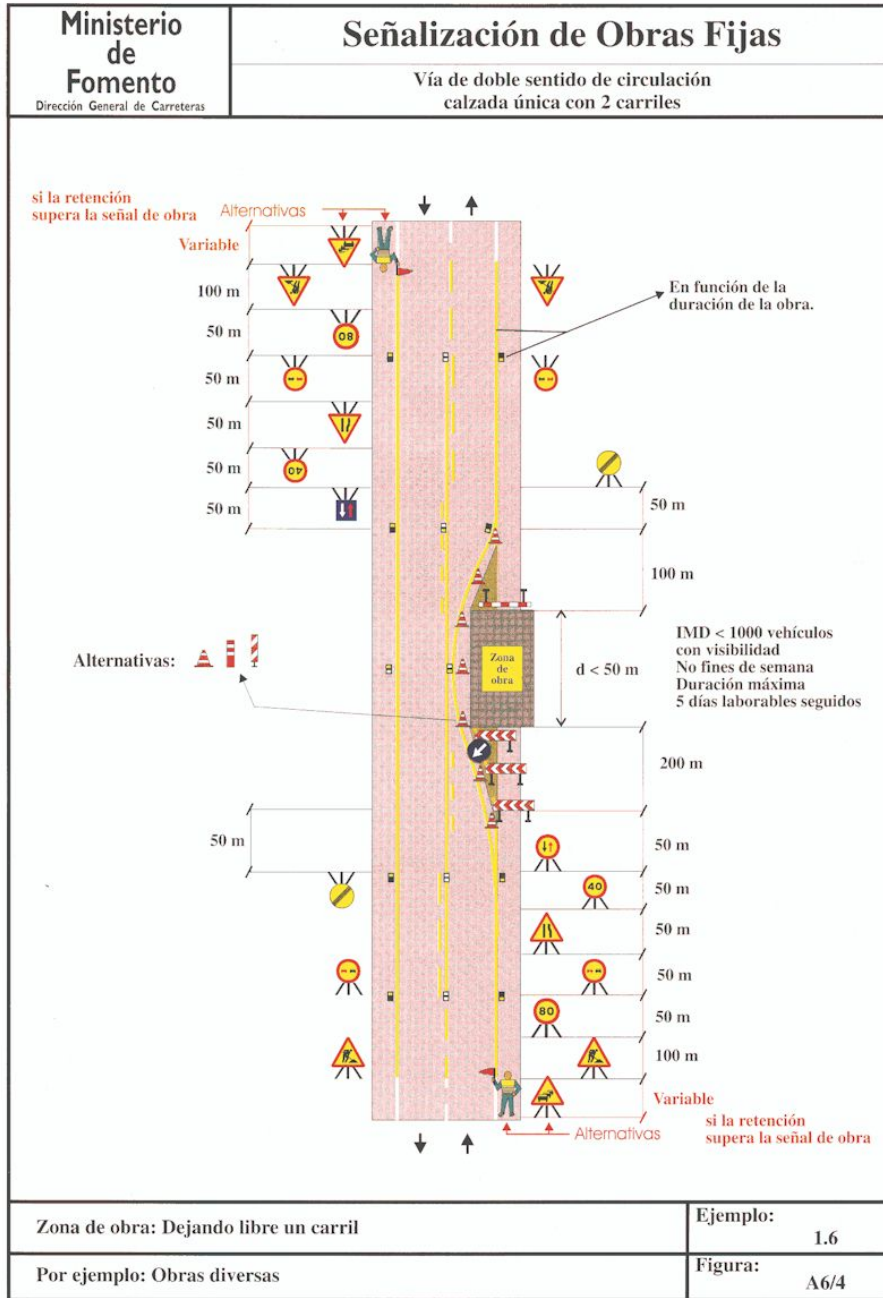 Ministerio
de
Fomento
Dirección General de Carreteras
Señalización de Obras Fijas
Vía de doble sentido de circulación
calzada única con 2 carriles
si la retención
supera la señal de obra
Alternativas
Variable
100 m
50 m
80
50 m
50 m
50 m
40
50 m
En función de la
duración de la obra.
50 m
100 m
Alternativas:
Zona
de
obra
d < 50 m
IMD < 1000 vehículos
con visibilidad
No fines de semana
Duración máxima
5 días laborables seguidos
200 m
50 m
50 m
40
50 m
50 m
50 m
80
50 m
100 m
Variable
Alternativas
si la retención
supera la señal de obra
Zona de obra: Dejando libre un carril
Ejemplo:
1.6
Por ejemplo: Obras diversas
Figura:
A6/4